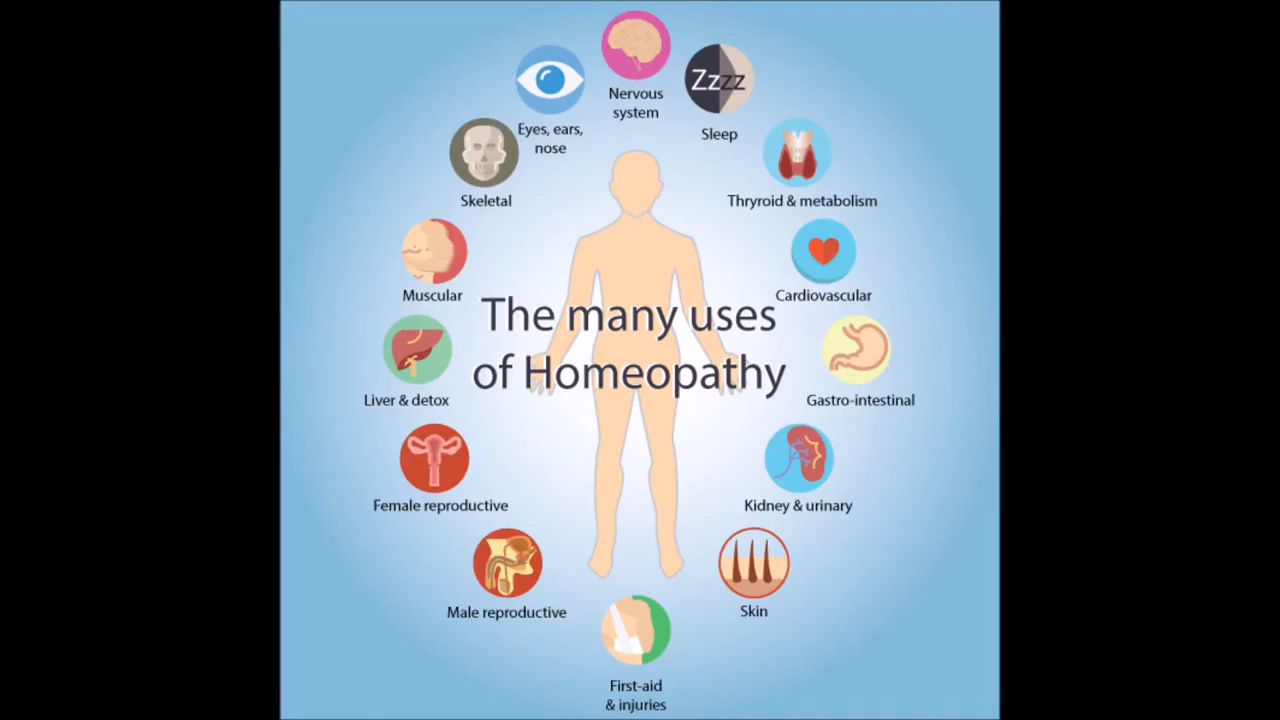 Nervous
system
Zzzz
Eyes, ears,
nose
Sleep
Skeletal
Thryroid & metabolism
Muscular
Cardiovascular
The many uses
of Homeopathy
Liver & detox
Gastro-intestinal
Female reproductive
Kidney & urinary
Male reproductive
Skin
First-aid
& injuries